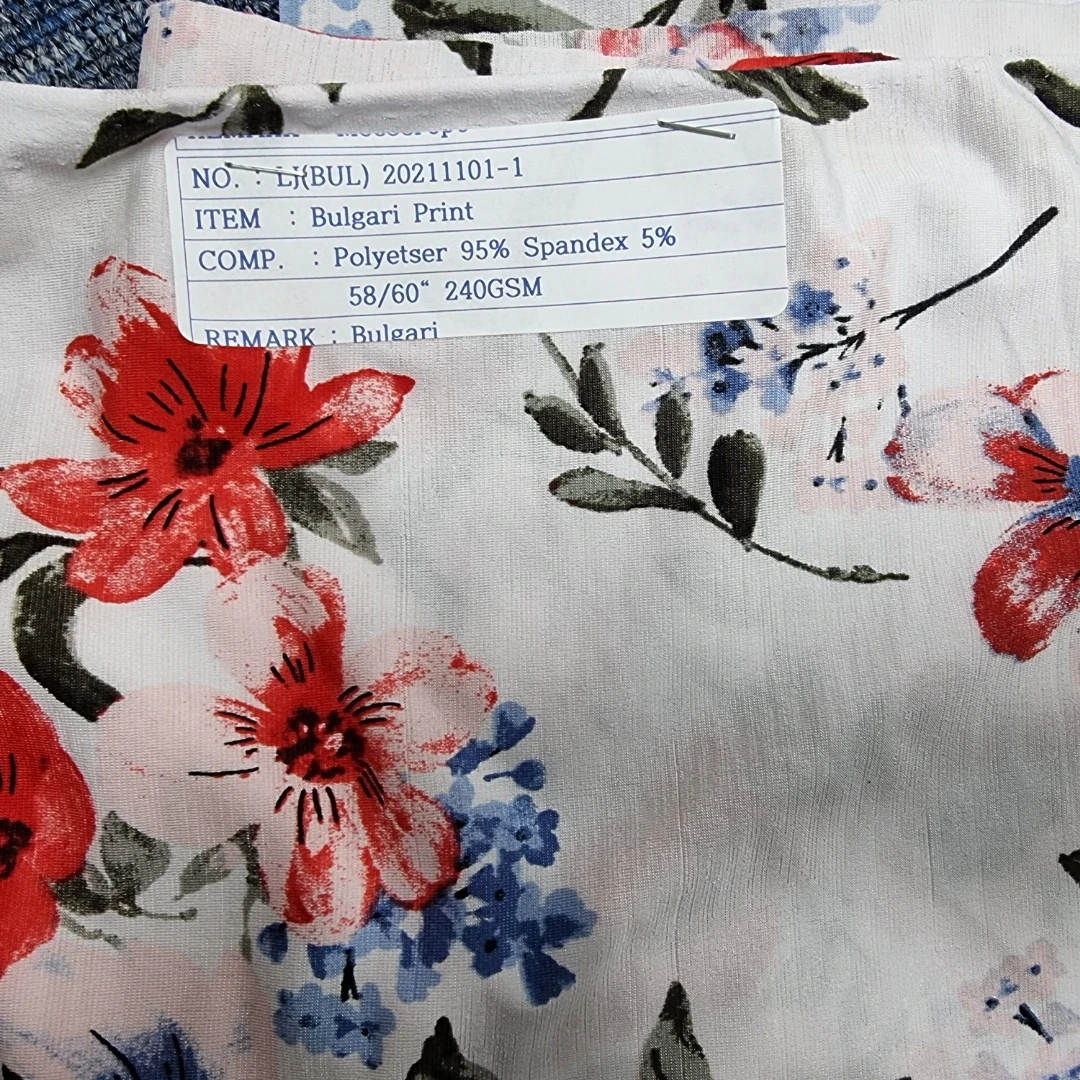 NO. : LJ(BUL) 20211101-1
ITEM : Bulgari Print
COMP. : Polyetser 95% Spandex 5%
58/60“ 240GSM
REMARK : Bulgari